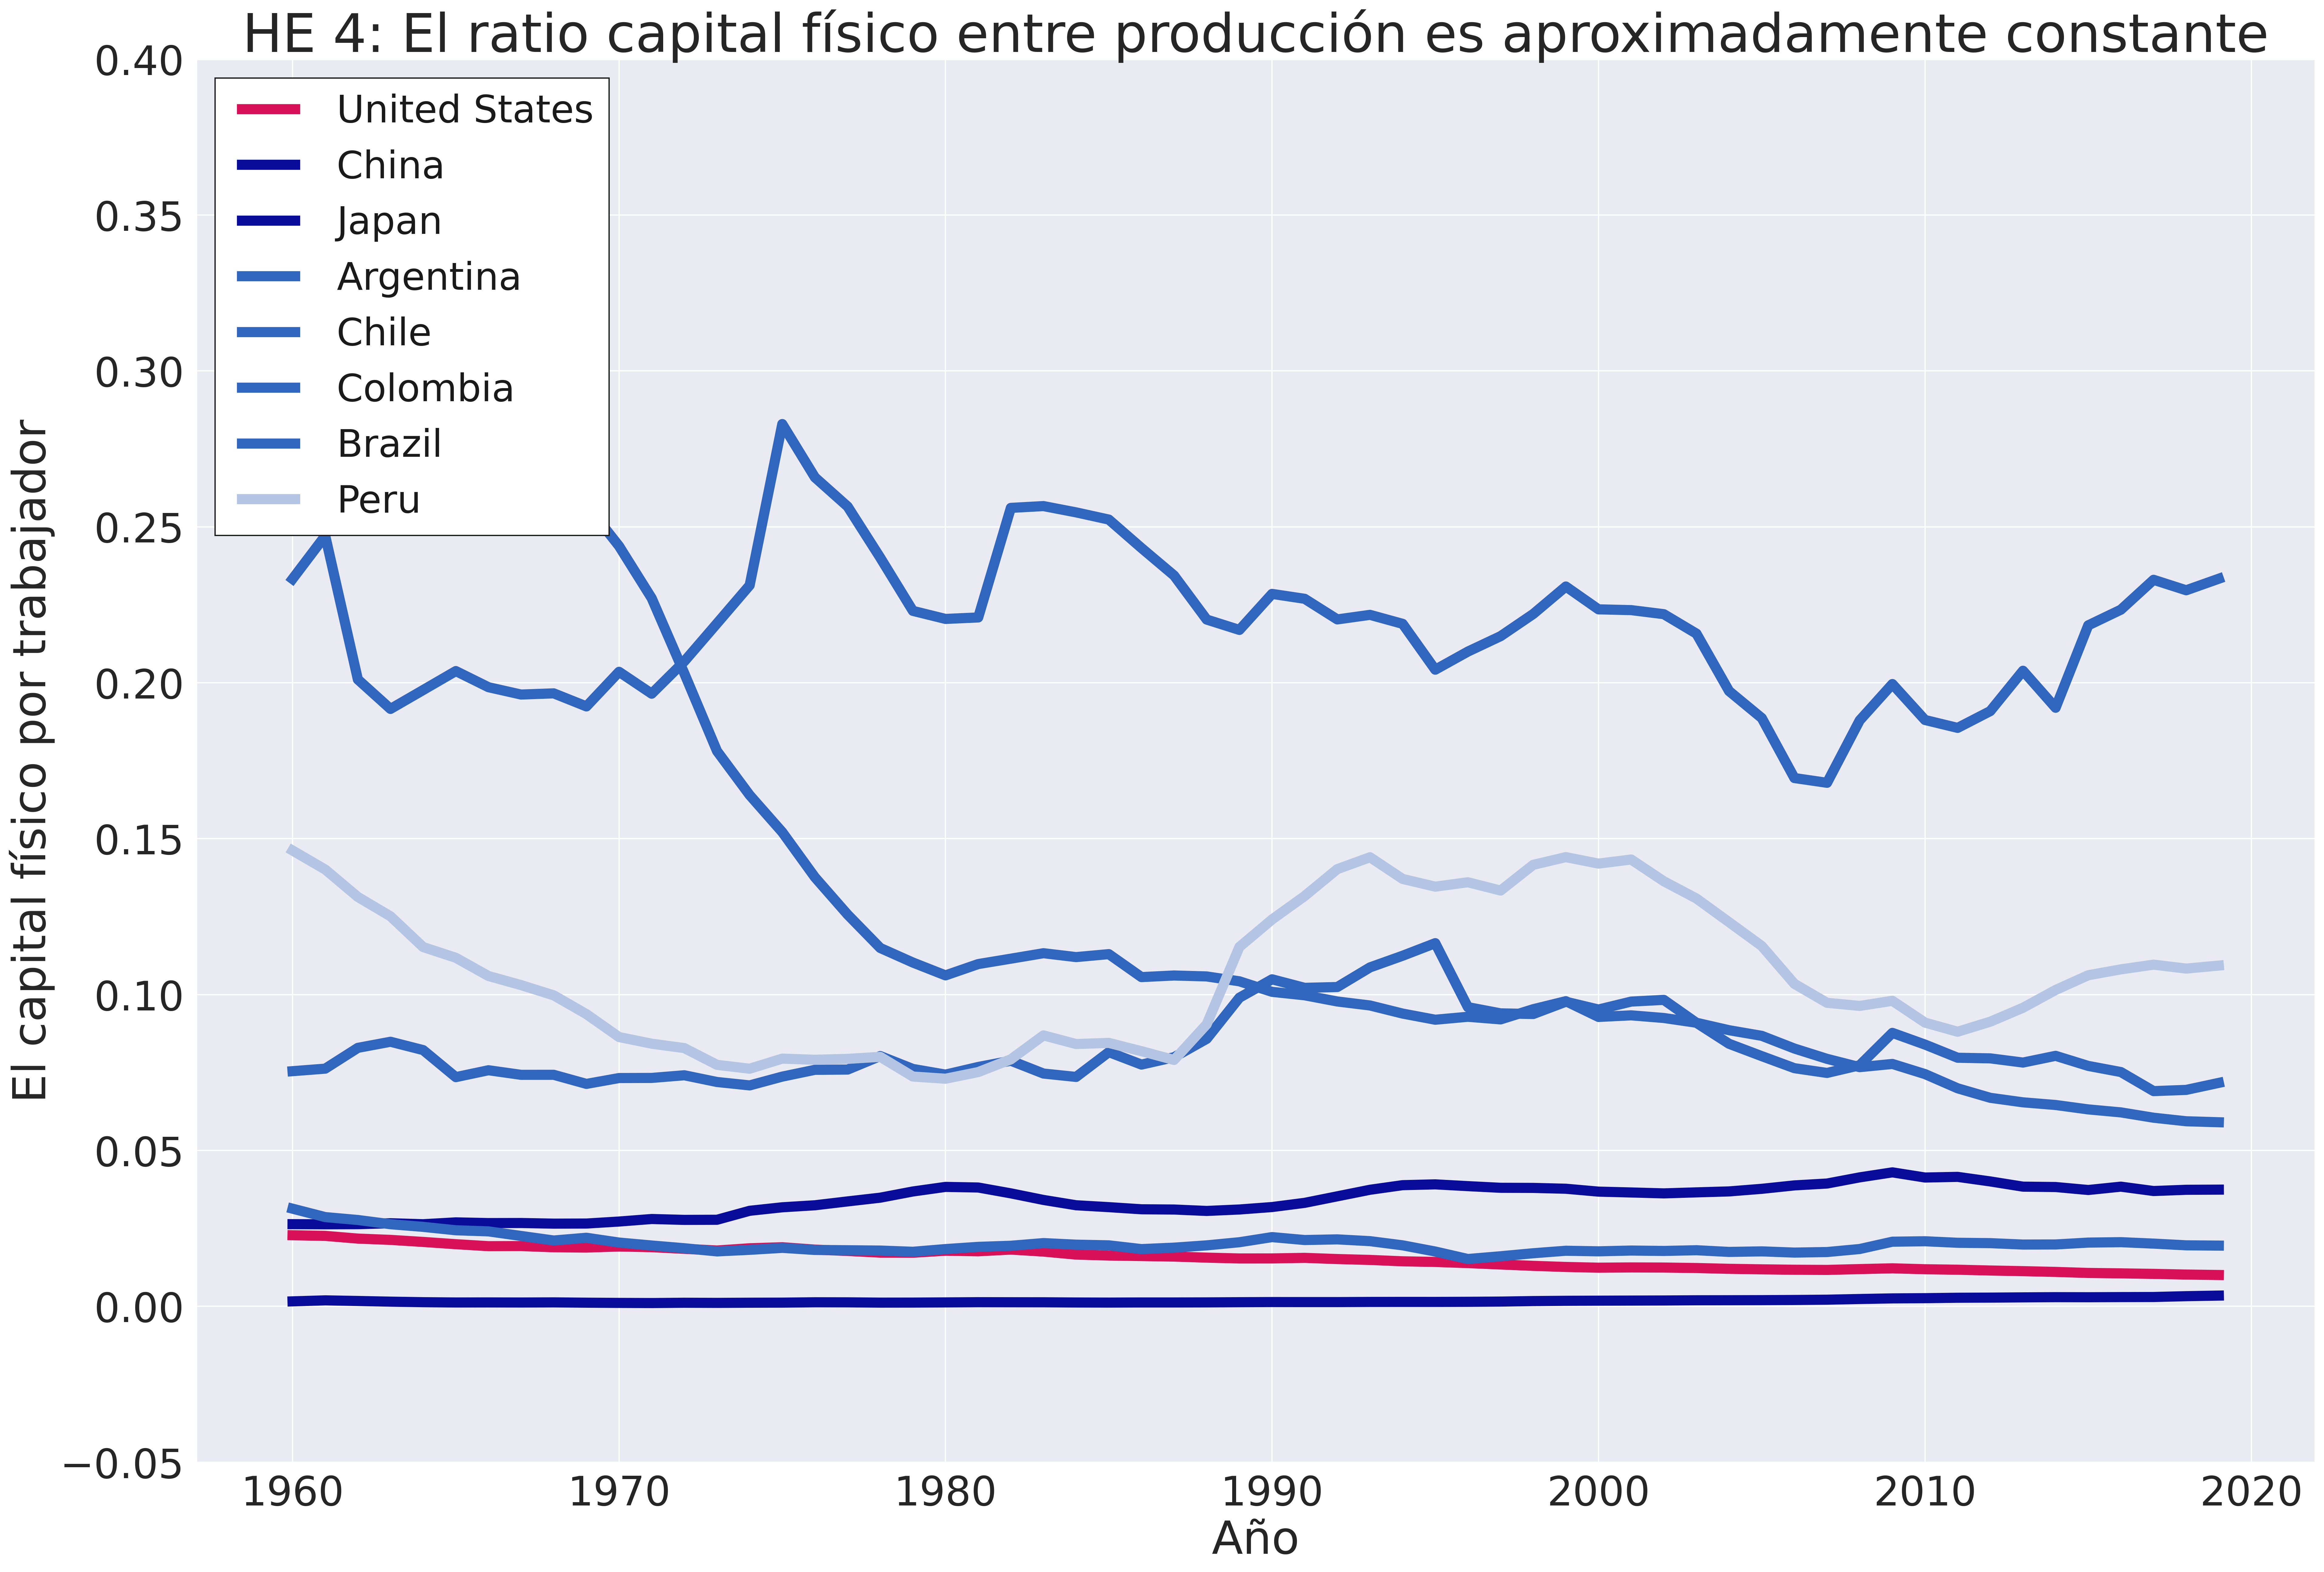 HE 4: El ratio capital físico entre producción es aproximadamente constante
United States
China
Japan
Argentina
Chile
Colombia
Brazil
Peru
El capital físico por trabajador
0.40
0.35
0.30
0.25
0.20
0.15
0.10
0.05
0.00
−0.05
1960 1970 1980 1990 2000 2010 2020
Año